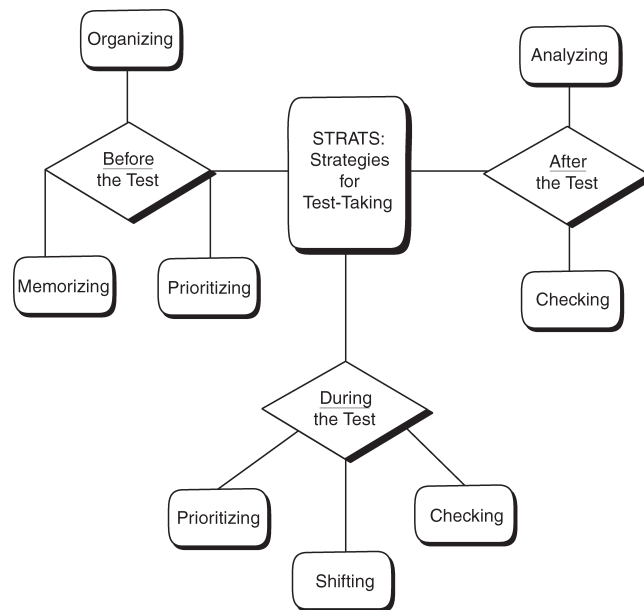 Organizing
Analyzing
STRATS:
Strategies
for
Test-Taking
Before
the Test
After
the Test
Memorizing
Prioritizing
Checking
During
the Test
Prioritizing
Shifting
Checking